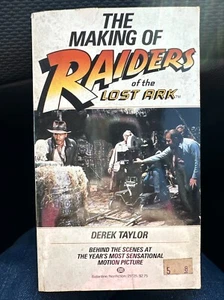 THE
MAKING OF
RAIDERS
of the
LOST ARK™
DEREK TAYLOR
BEHIND THE SCENES AT
THE YEAR'S MOST SENSATIONAL
MOTION PICTURE